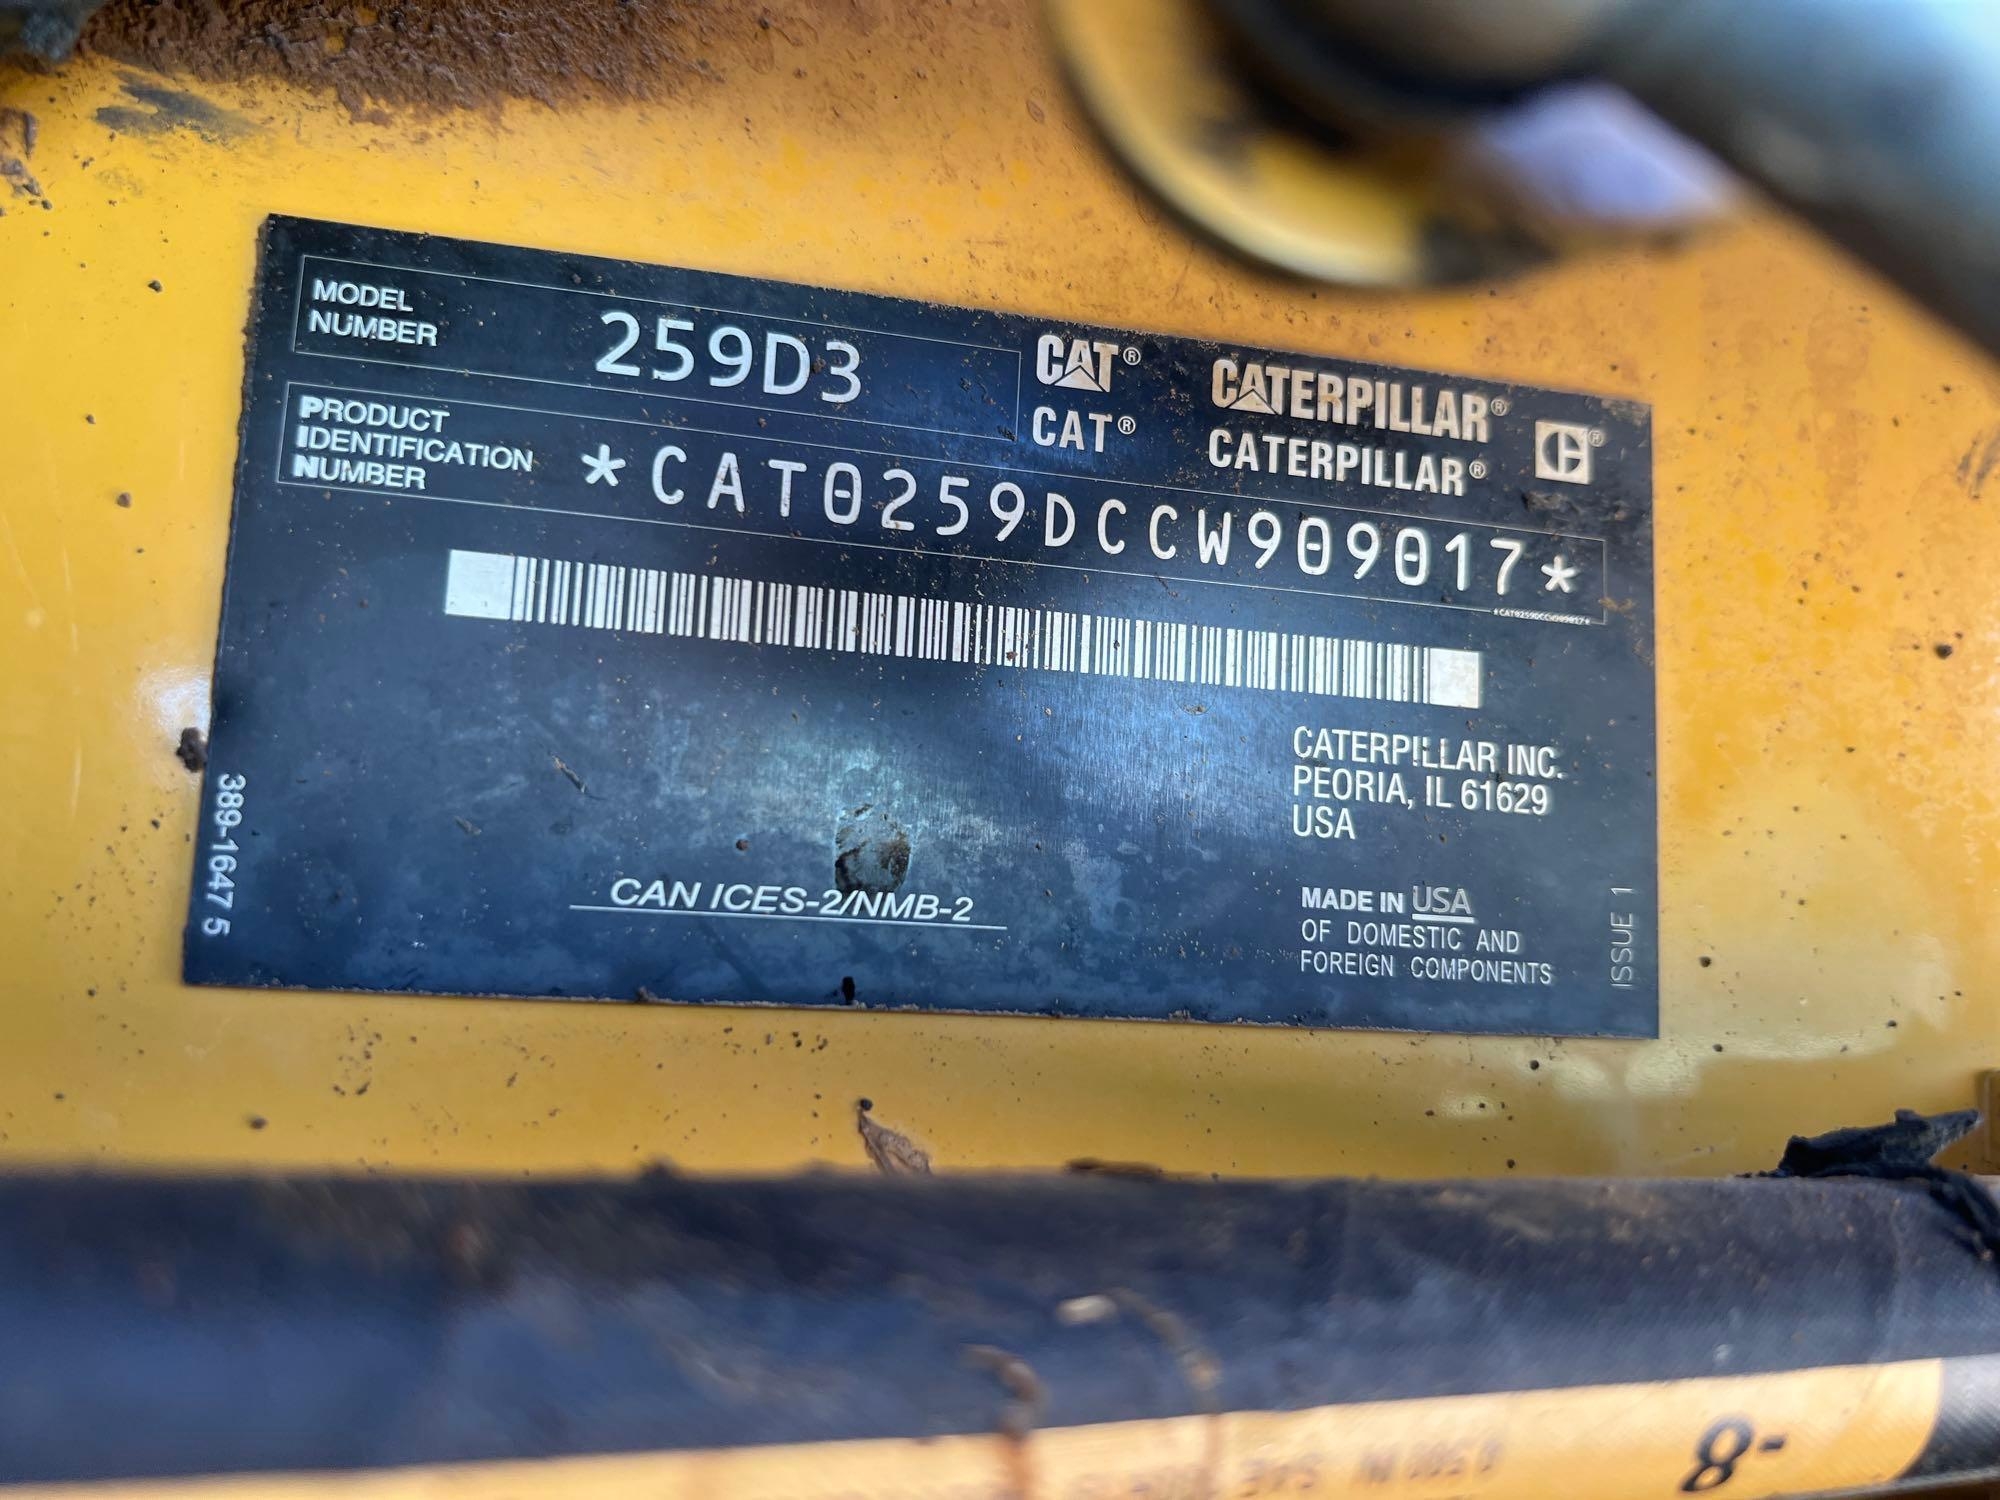 MODEL
NUMBER
259D3
CAT® CATERPILLAR®
CAT® CATERPILLAR®
PRODUCT
IDENTIFICATION
NUMBER
*CAT0259DCCW909017*
*CAT0259DCCW909017*
CATERPILLAR INC.
PEORIA, IL 61629
USA
CAN ICES-2/NMB-2
MADE IN USA
OF DOMESTIC AND
FOREIGN COMPONENTS
389-1647 5
ISSUE 1
-8